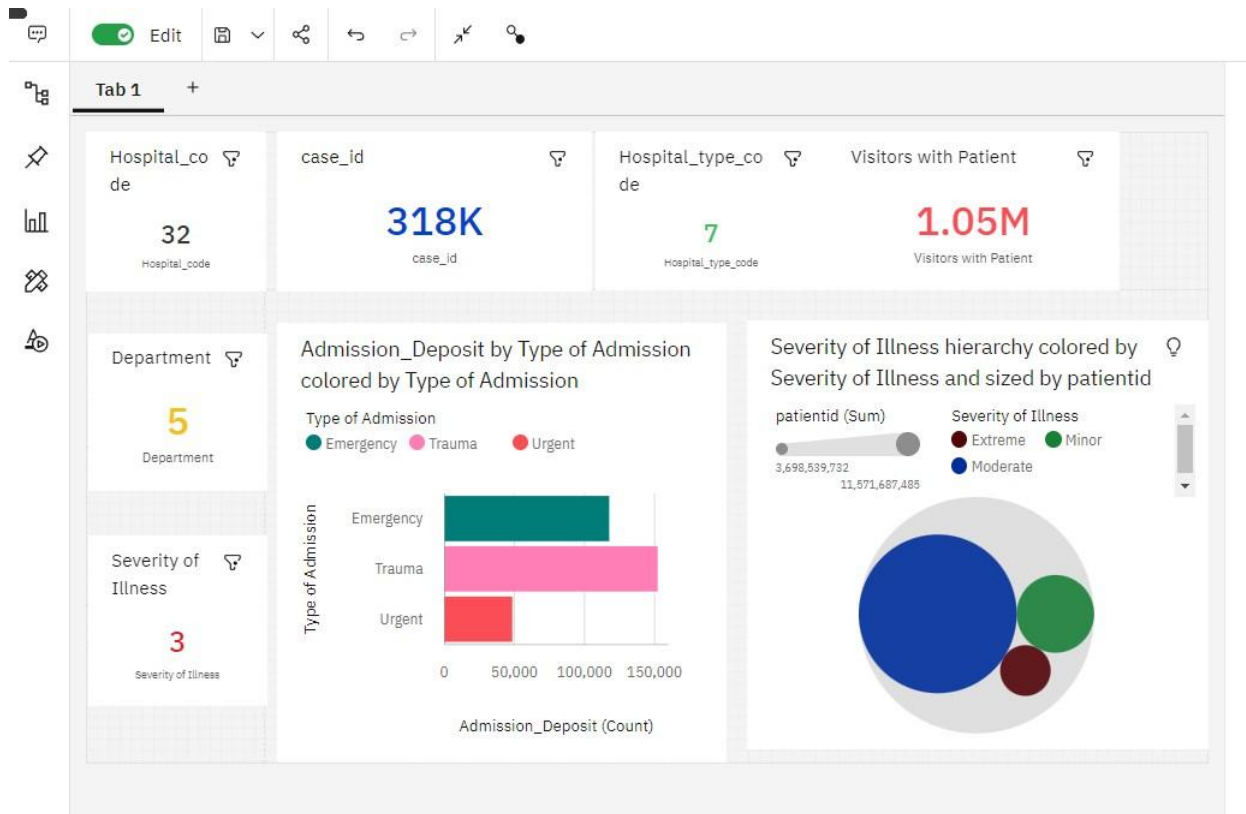 Edit
Tab 1 +
Hospital_co
de
32
Hospital_code
case_id
318K
case_id
Hospital_type_co
de
7
Hospital_type_code
Visitors with Patient
1.05M
Visitors with Patient
Department
5
Department
Severity of
Illness
3
Severity of Illness
Admission_Deposit by Type of Admission
colored by Type of Admission
Type of Admission
Emergency Trauma Urgent
Type of Admission
Emergency
Trauma
Urgent
0 50,000 100,000 150,000
Admission_Deposit (Count)
Severity of Illness hierarchy colored by
Severity of Illness and sized by patientid
patientid (Sum)
3,698,539,732
11,571,687,485
Severity of Illness
Extreme Minor
Moderate